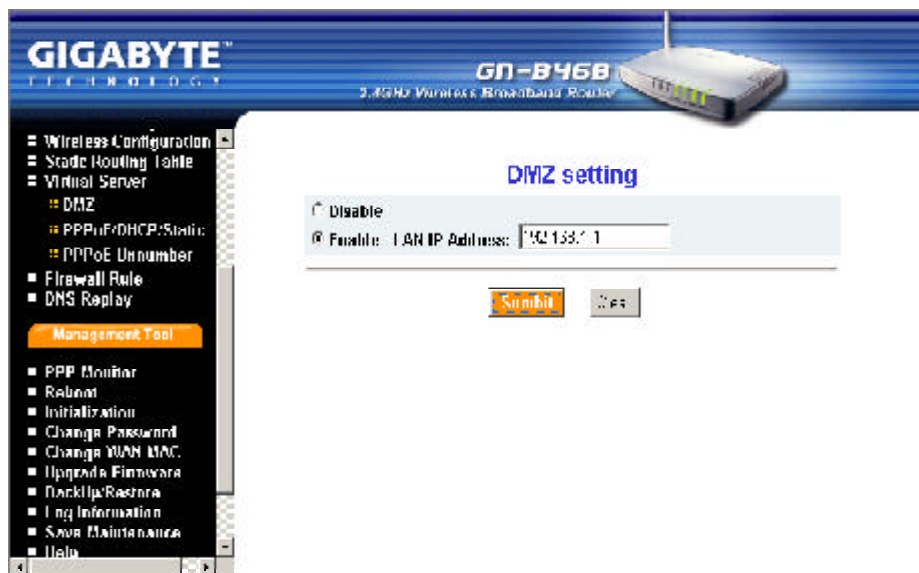 GIGABYTE™
TECHNOLOGY
GN-B46B
2.4GHz Wireless Broadband Router
Wireless Configuration
Static Routing Table
Virtual Server
DMZ
PPPoE/DHCP/Static
PPPoE Unnumber
Firewall Rule
DNS Replay
Management Tool
PPP Monitor
Reboot
Initialization
Change Password
Change WAN MAC
Upgrade Firmware
BackUp/Restore
Log Information
Save Maintenance
Help
DMZ setting
Disable
Enable LAN IP Address:
Sumbit